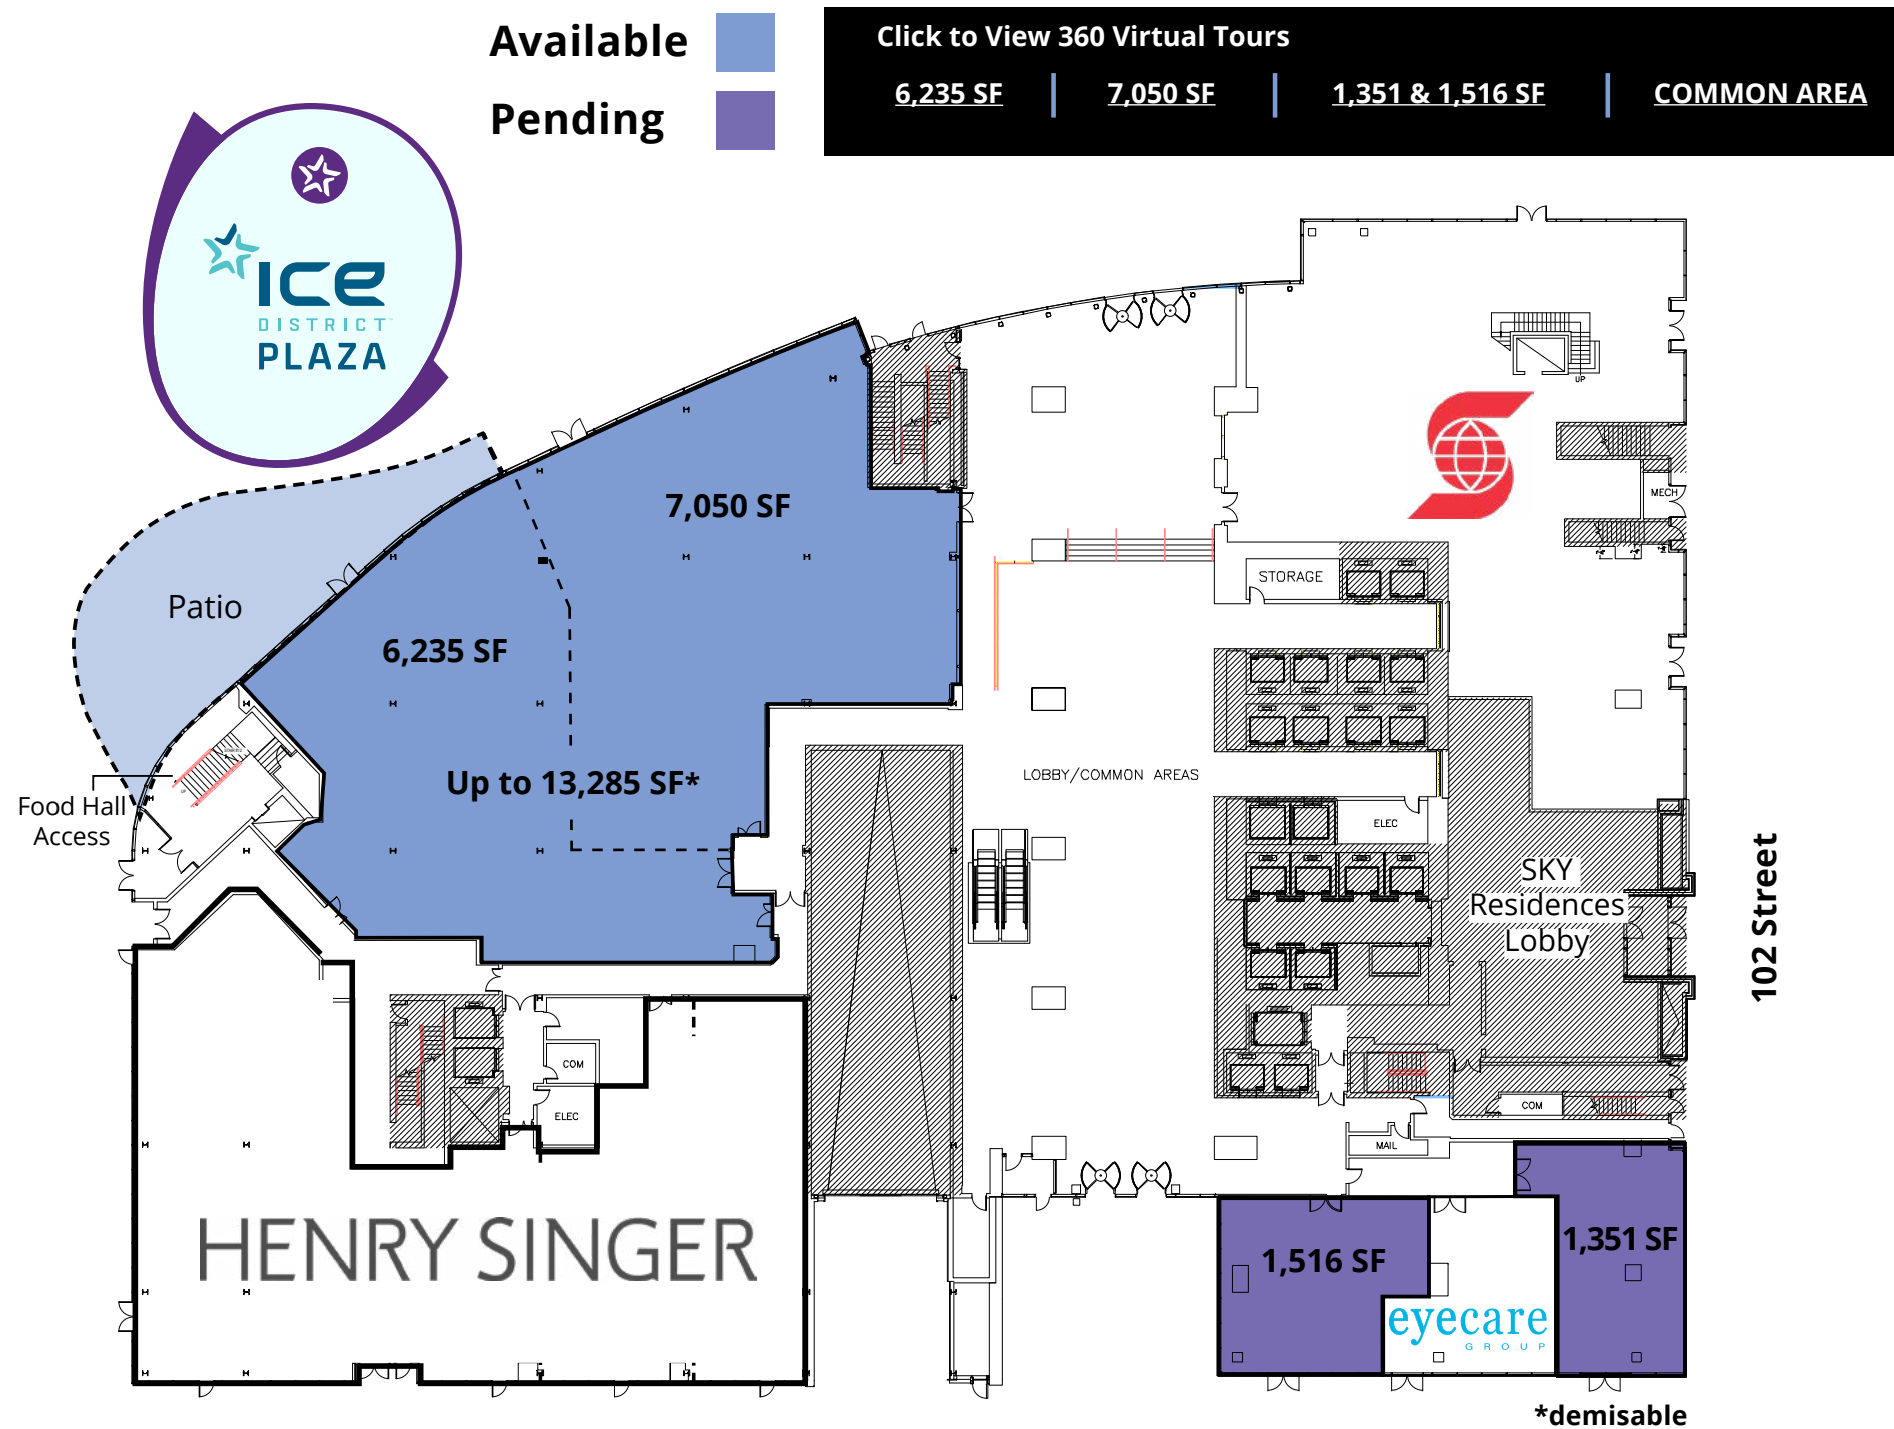 Available
Pending
Click to View 360 Virtual Tours
6,235 SF
7,050 SF
1,351 & 1,516 SF
COMMON AREA
ICE
DISTRICT
PLAZA
UP
MECH
7,050 SF
STORAGE
Patio
6,235 SF
Up to 13,285 SF*
LOBBY/COMMON AREAS
Food Hall
Access
ELEC
SKY
Residences
Lobby
102 Street
COM
ELEC
COM
MAIL
HENRY SINGER
1,516 SF
1,351 SF
eyecare
GROUP
*demisable